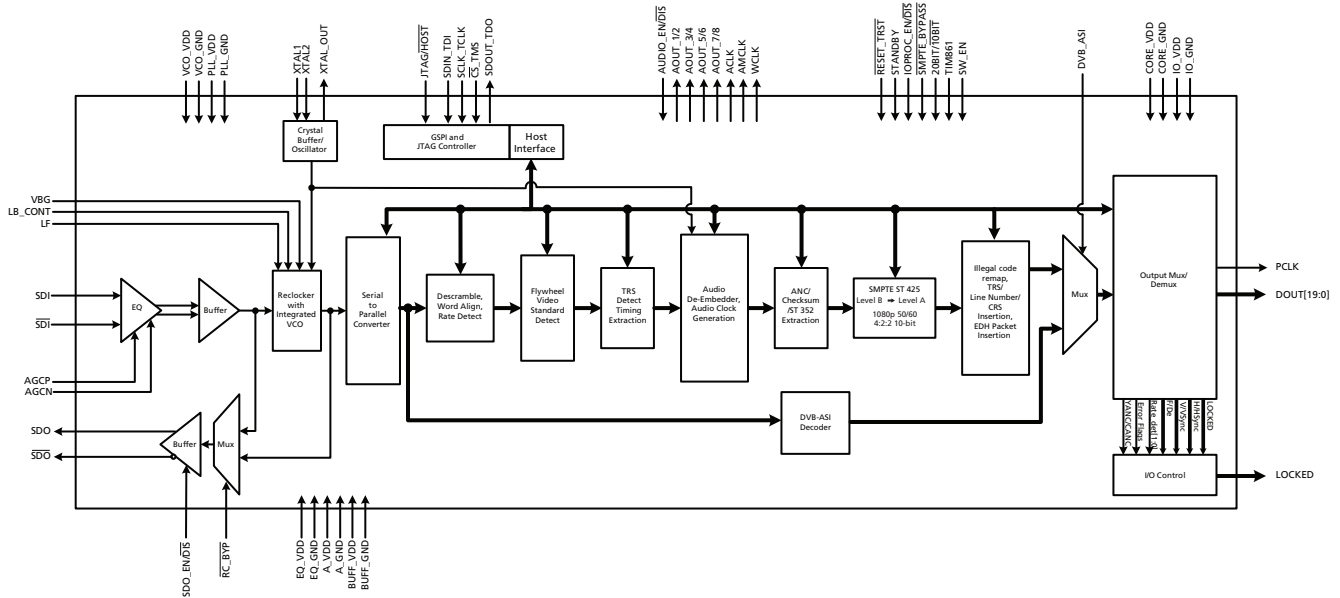 VCO_VDD
VCO_GND
PLL_VDD
PLL_GND
XTAL1
XTAL2
XTAL_OUT
JTAG/HOST
SDIN_TDI
SCLK_TCLK
CS_TMS
SDOUT_TDO
AUDIO_EN/DIS
AOUT_1/2
AOUT_3/4
AOUT_5/6
AOUT_7/8
ACLK
AMCLK
WCLK
RESET_TRST
STANDBY
IOPROC_EN/DIS
SMPTE_BYPASS
20BIT/10BIT
TIM861
SW_EN
DVB_ASI
CORE_VDD
CORE_GND
IO_VDD
IO_GND
Crystal
Buffer/
Oscillator
GSPI and
JTAG Controller
Host
Interface
VBG
LB_CONT
LF
SDI
SDI
EQ
Buffer
AGCP
AGCN
Reclocker
with
Integrated
VCO
Serial
to
Parallel
Converter
Descramble,
Word Align,
Rate Detect
Flywheel
Video
Standard
Detect
TRS
Detect
Timing
Extraction
Audio
De-Embedder,
Audio Clock
Generation
ANC/
Checksum
/ST 352
Extraction
SMPTE ST 425
Level B → Level A
1080p 50/60
4:2:2 10-bit
Illegal code
remap,
TRS/
Line Number/
CRS
Insertion,
EDH Packet
Insertion
Mux
Output Mux/
Demux
PCLK
DOUT[19:0]
DVB-ASI
Decoder
SDO
SDO
Buffer
Mux
YANC/CANC
Error Flags
Rate_det[1:0]
F/De
V/VSync
H/HSync
LOCKED
I/O Control
LOCKED
SDO_EN/DIS
RC_BYP
EQ_VDD
EQ_GND
A_VDD
A_GND
BUFF_VDD
BUFF_GND